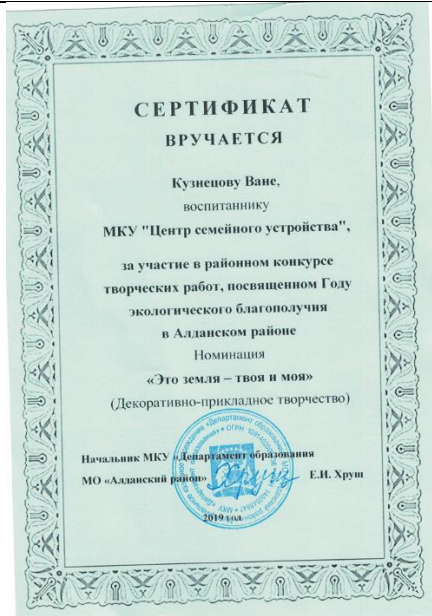 СЕРТИФИКАТ
ВРУЧАЕТСЯ
Кузнецову Ване,
воспитаннику
МКУ "Центр семейного устройства",
за участие в районном конкурсе
творческих работ, посвященном Году
экологического благополучия
в Алданском районе
Номинация
«Это земля – твоя и моя»
(Декоративно-прикладное творчество)
Начальник МКУ «Департамент образования
МО «Алданский район»
Е.И. Хрущ
2019 год